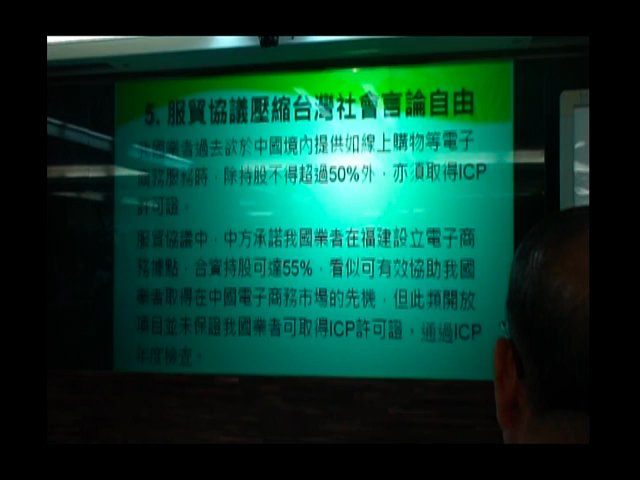 5. 服貿協議壓縮台灣社會言論自由
我國業者過去欲於中國境內提供如線上購物等電子
商務服務時，除持股不得超過50%外，亦須取得ICP
許可證。
服貿協議中，中方承諾我國業者在福建設立電子商
務據點，合資持股可達55%，看似可有效協助我國
業者取得在中國電子商務市場的先機，但此類開放
項目並未保證我國業者可取得ICP許可證，通過ICP
年度檢查。